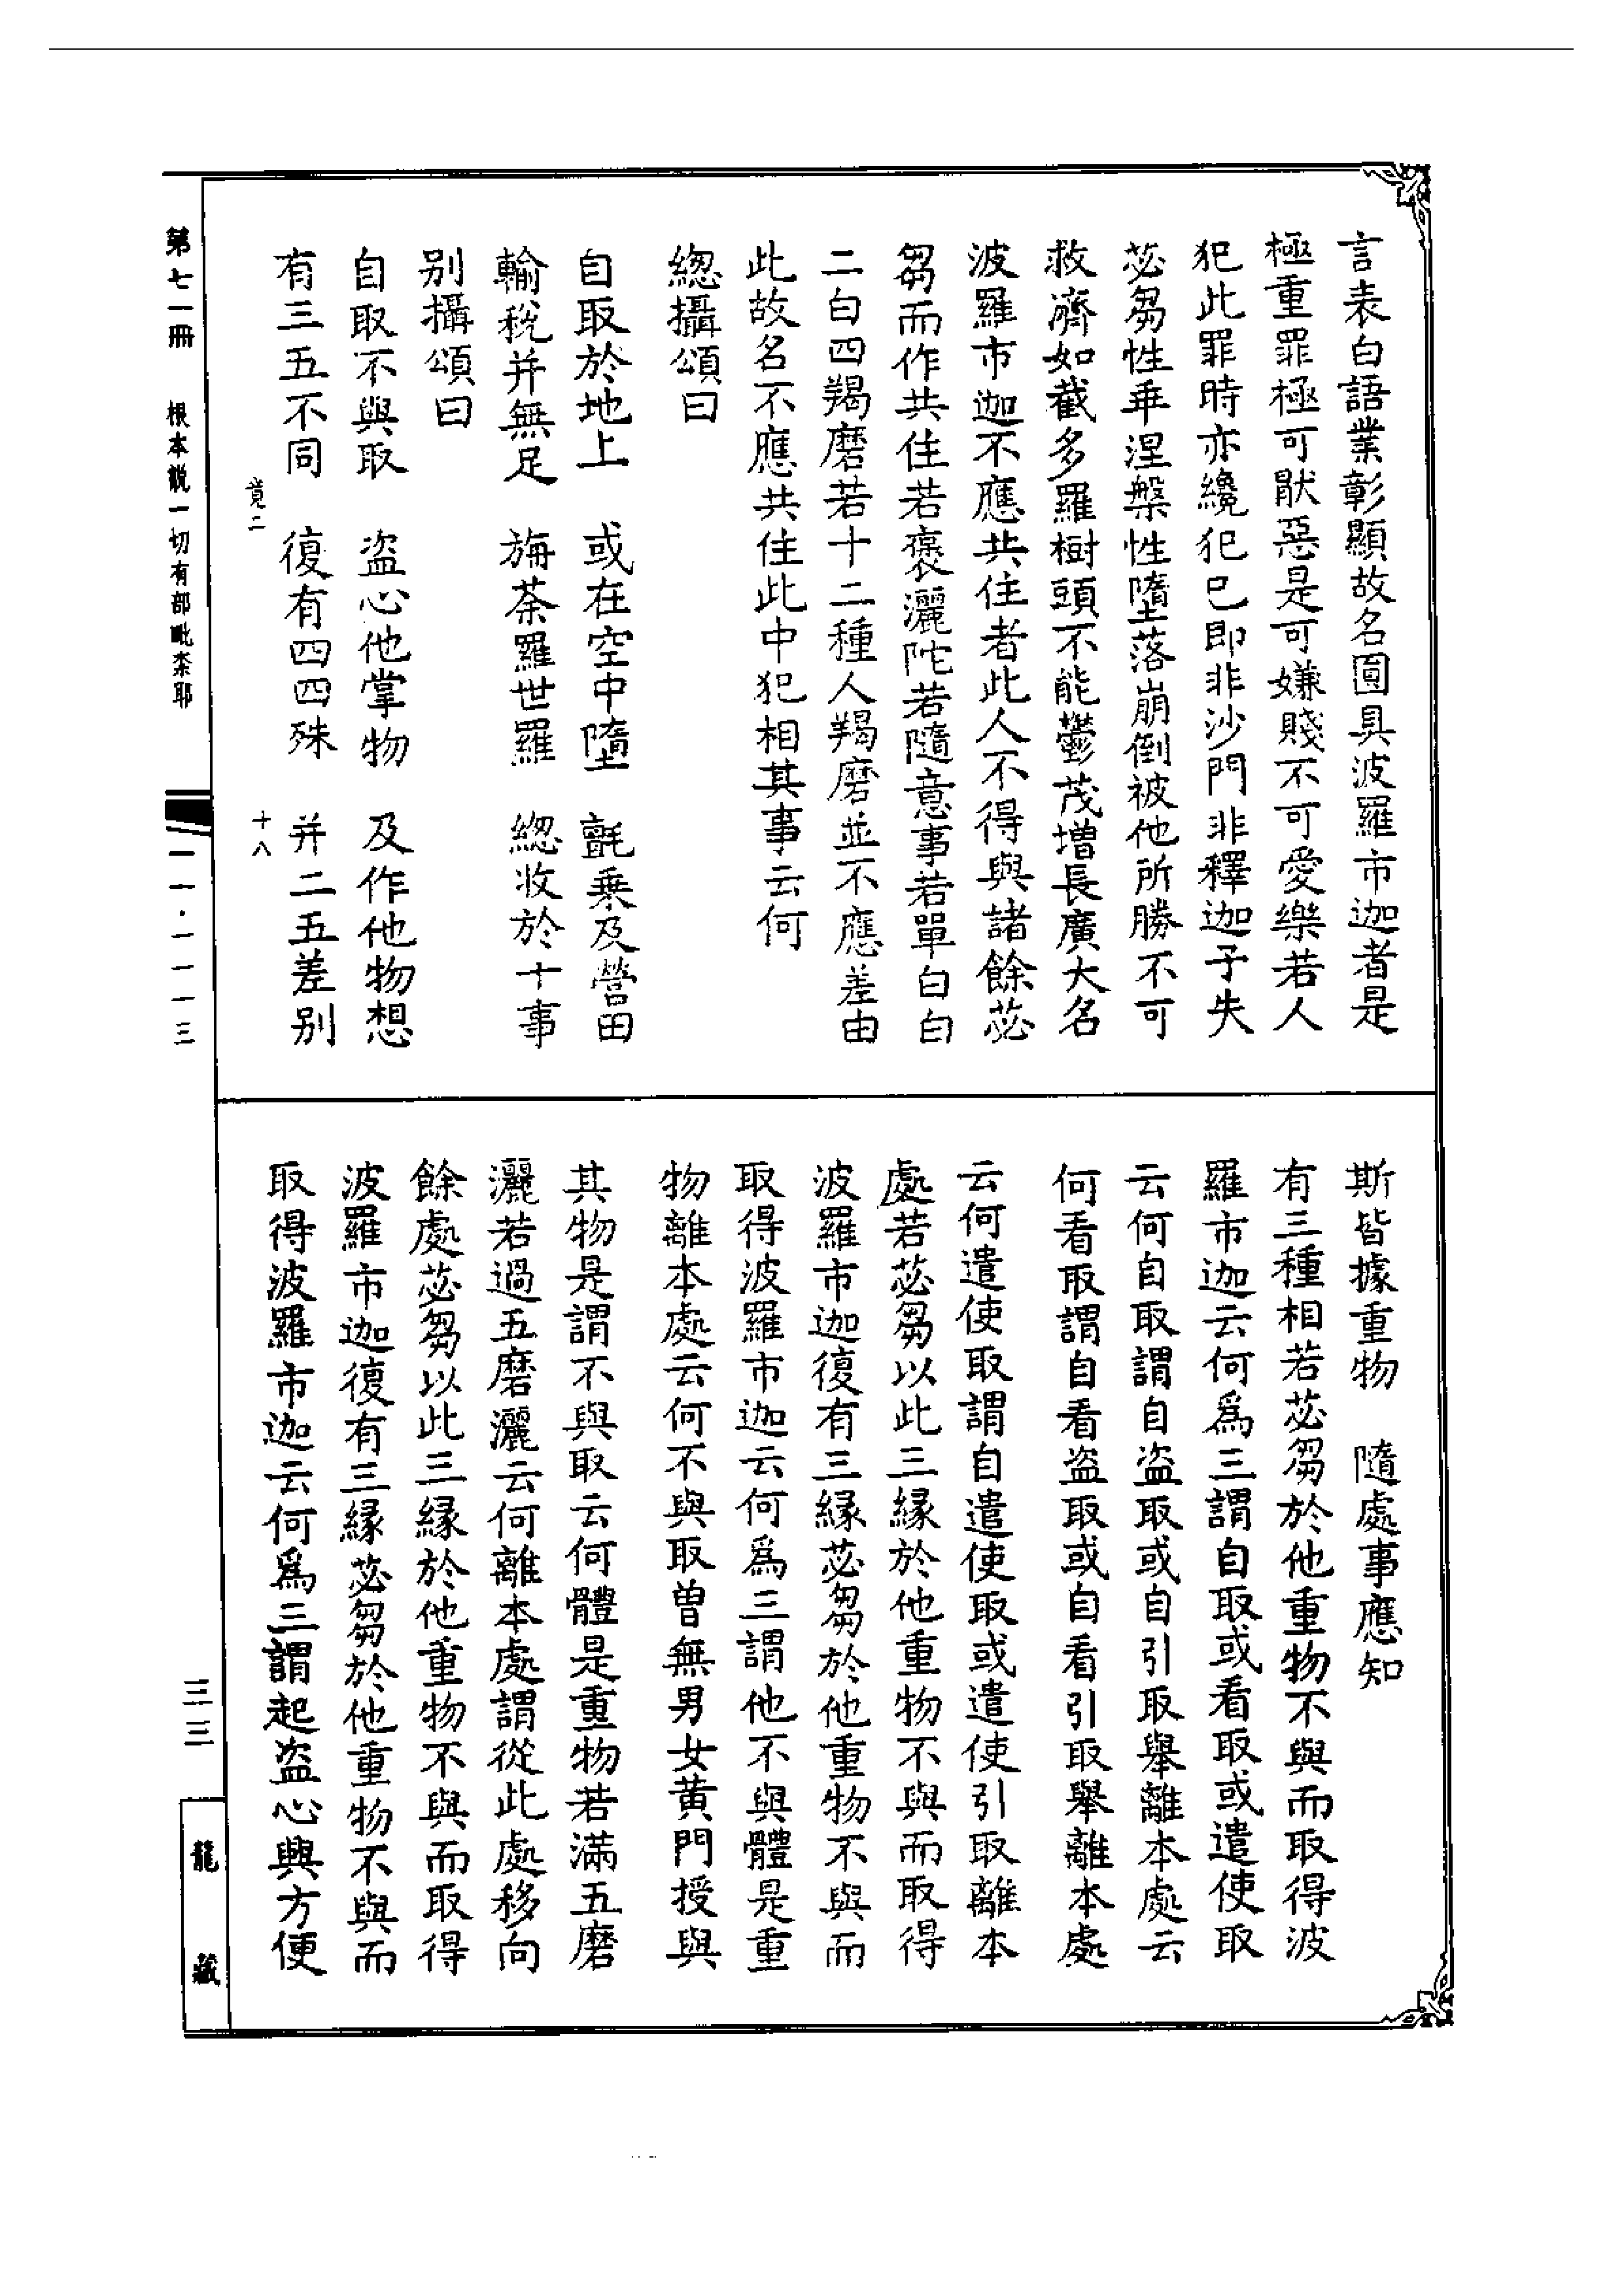 言表白語業彰顯故名圓具波羅市迦者是
極重罪極可厭惡是可嫌賤不可愛樂若人
犯此罪時亦纔犯已即非沙門非釋迦子失
苾芻性乖涅槃性墮落崩倒被他所勝不可
救濟如截多羅樹頭不能鬱茂增長廣大名
波羅市迦不應共住者此人不得與諸餘苾
芻而作共住若褒灑陀若隨意事若單白白
二白四羯磨若十二種人羯磨並不應差由
此故名不應共住此中犯相其事云何
緫攝頌曰
自取於地上　或在空中墮　氈乘及營田
輸稅并無足　旃荼羅世羅　緫收於十事
别攝頌曰
自取不與取　盜心他掌物　及作他物想
有三五不同　復有四四殊　并二五差别
竟二　十八
斯皆據重物　隨處事應知
有三種相若苾芻於他重物不與而取得波
羅市迦云何爲三謂自取或看取或遣使取
云何自取謂自盜取或自引取舉離本處云
何看取謂自看盜取或自看引取舉離本處
云何遣使取謂自遣使取或遣使引取離本
處若苾芻以此三緣於他重物不與而取得
波羅市迦復有三緣苾芻於他重物不與而
取得波羅市迦云何爲三謂他不與體是重
物離本處云何不與取曾無男女黄門授與
其物是謂不與取云何體是重物若滿五磨
灑若過五磨灑云何離本處謂從此處移向
餘處苾芻以此三緣於他重物不與而取得
波羅市迦復有三緣苾芻於他重物不與而
取得波羅市迦云何爲三謂起盜心興方便
第七一冊　根本說一切有部毗柰耶
一一·一一一三
三三
龍藏